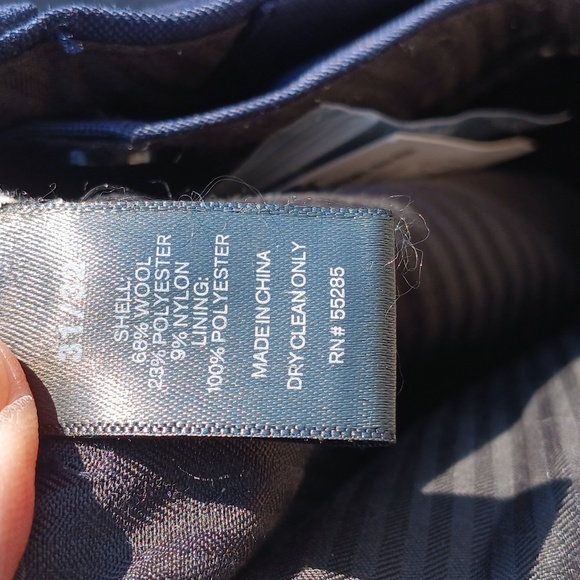 SHELL:
68% WOOL
23% POLYESTER
9% NYLON
LINING:
100% POLYESTER
MADE IN CHINA
DRY CLEAN ONLY
RN# 55285